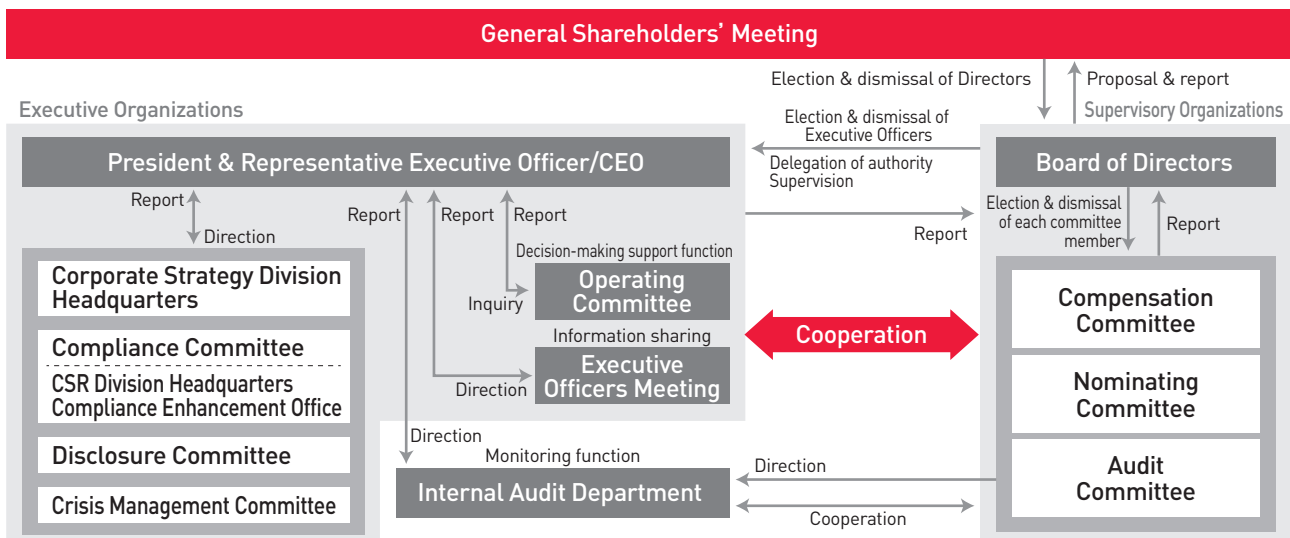 General Shareholders' Meeting
Election & dismissal of Directors
Proposal & report
Executive Organizations
Supervisory Organizations
Election & dismissal of
Executive Officers
President & Representative Executive Officer/CEO
Board of Directors
Delegation of authority
Supervision
Report
Report
Report
Report
Report
Election & dismissal
of each committee
member
Report
Direction
Decision-making support function
Corporate Strategy Division
Headquarters
Operating
Committee
Inquiry
Compensation
Committee
Information sharing
Cooperation
Compliance Committee
CSR Division Headquarters
Compliance Enhancement Office
Executive
Officers Meeting
Direction
Nominating
Committee
Direction
Disclosure Committee
Monitoring function
Direction
Audit
Committee
Internal Audit Department
Crisis Management Committee
Cooperation